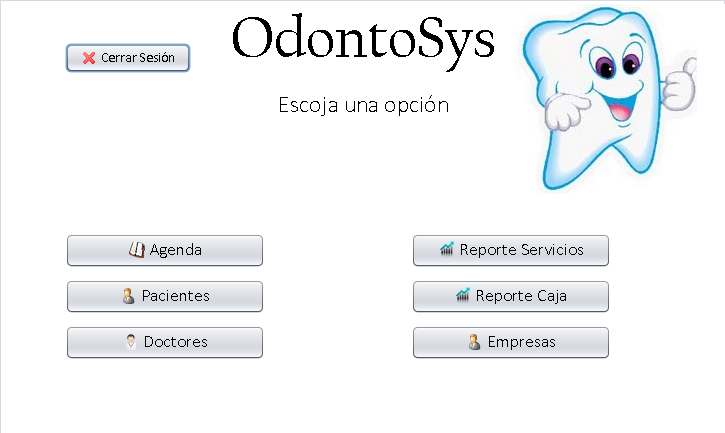 OdontoSys
Cerrar Sesión
Escoja una opción
Agenda
Reporte Servicios
Pacientes
Reporte Caja
Doctores
Empresas